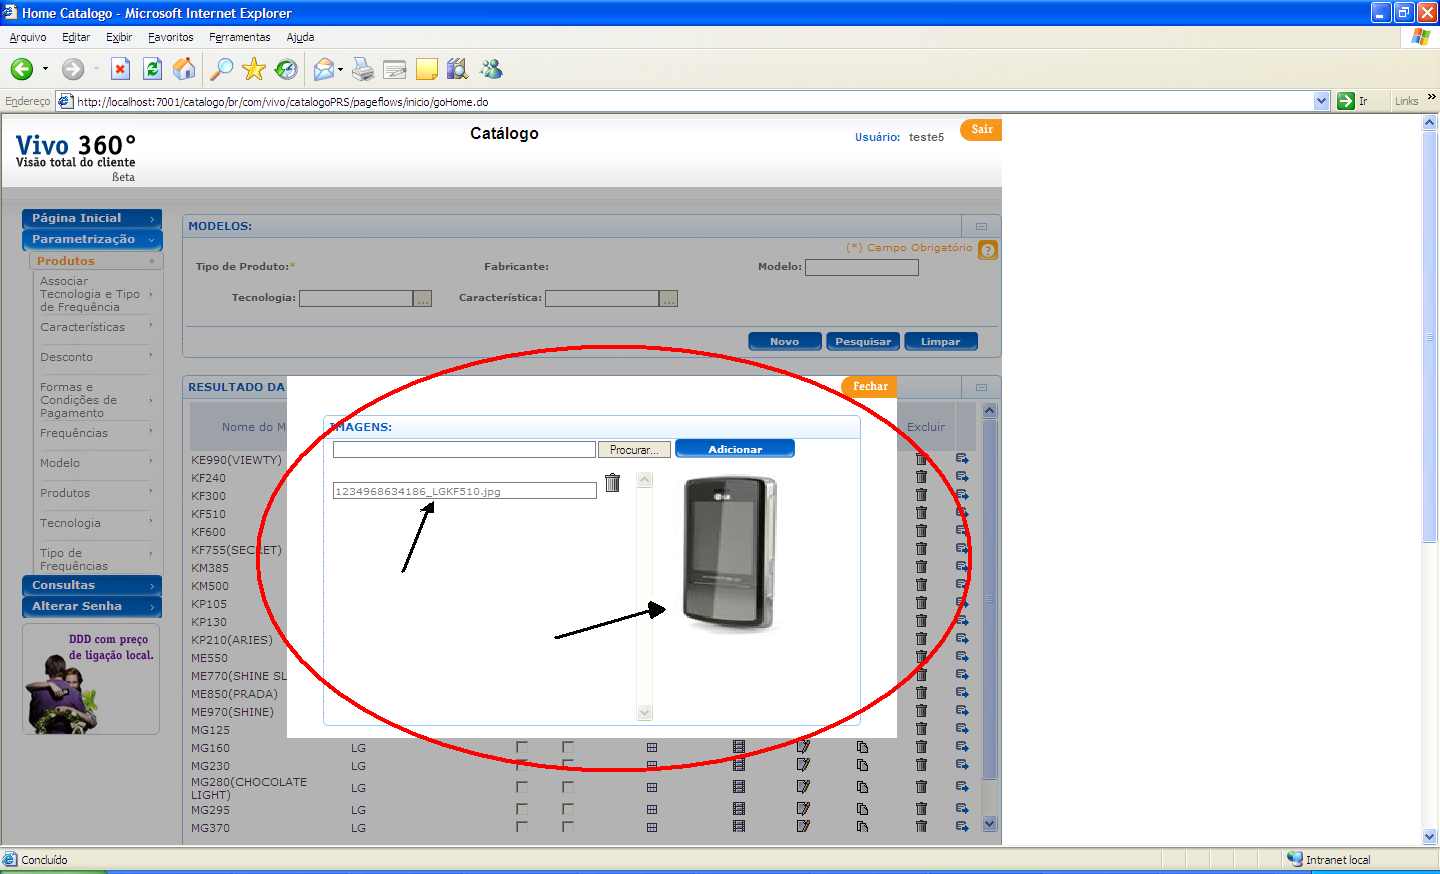 Home Catalogo - Microsoft Internet Explorer
Arquivo Editar Exibir Favoritos Ferramentas Ajuda
Endereço http://localhost:7001/catalogo/br/com/vivo/catalogoPRS/pageflows/inicio/goHome.do Ir Links »
Vivo 360°
Visão total do cliente
Beta
Catálogo
Usuário: teste5
Sair
Página Inicial
Parametrização
Produtos
Associar
Tecnologia e Tipo
de Frequência
Características
Desconto
Formas e
Condições de
Pagamento
Frequências
Modelo
Produtos
Tecnologia
Tipo de
Frequências
Consultas
Alterar Senha
DDD com preço
de ligação local.
MODELOS:
(*) Campo Obrigatório ?
Tipo de Produto:* Fabricante: Modelo:
Tecnologia: ... Característica: ...
Novo Pesquisar Limpar
RESULTADO DA
Fechar
Nome do M
Excluir
IMAGENS:
Procurar... Adicionar
1234968634186_LGKF510.jpg
KE990(VIEWTY)
KF240
KF300
KF510
KF600
KF755(SECRET)
KM385
KM500
KP105
KP130
KP210(ARIES)
ME550
ME770(SHINE SL
ME850(PRADA)
ME970(SHINE)
MG125
MG160 LG
MG230 LG
MG280(CHOCOLATE
LIGHT) LG
MG295 LG
MG370 LG
Concluído
Intranet local